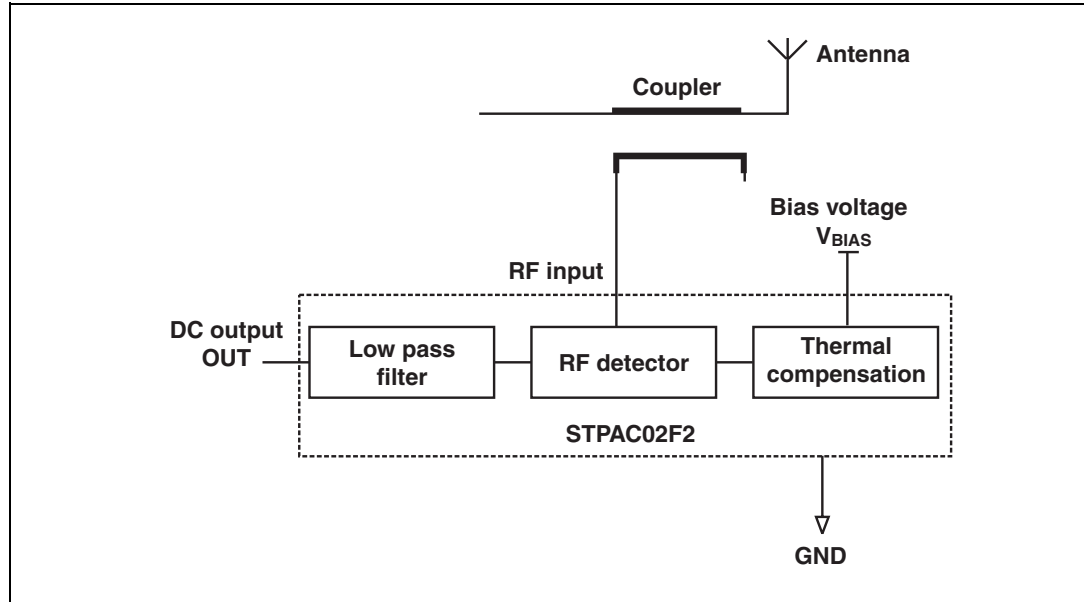 Antenna
Coupler
Bias voltage
VBIAS
RF input
DC output
OUT
Low pass
filter
RF detector
Thermal
compensation
STPAC02F2
GND